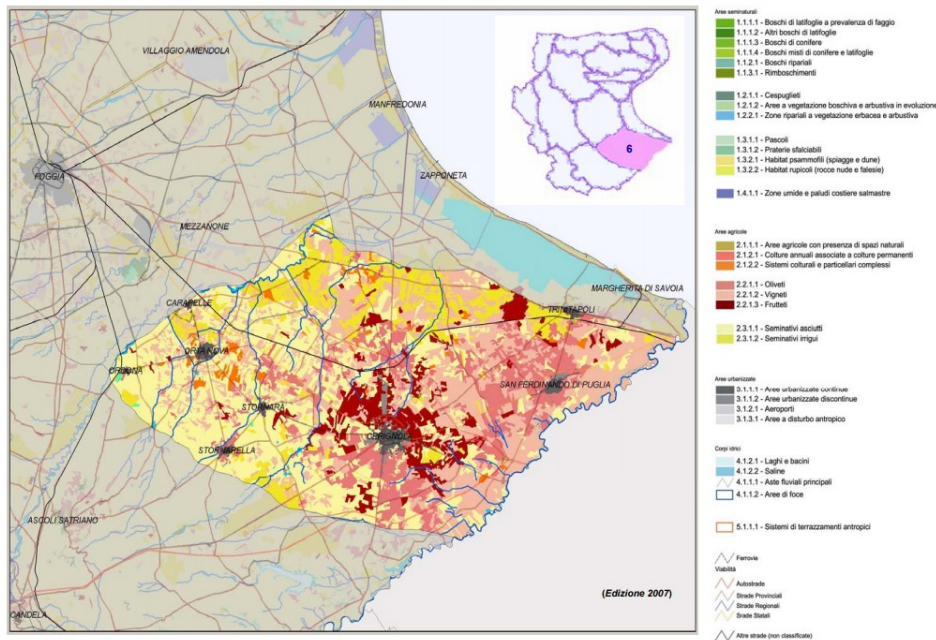 VILLAGGIO AMENDOLA
MANFREDONIA
6
FOGGIA
ZAPPONETA
MEZZANONE
MARGHERITA DI SAVOIA
CARAPELLE
TRINITAPOLI
ORTA NOVA
ORDONA
SAN FERDINANDO DI PUGLIA
STORNARA
CERIGNOLA
STORNARELLA
ASCOLI SATRIANO
CANDELA
(Edizione 2007)
Aree seminaturali
1.1.1.1 - Boschi di latifoglie a prevalenza di faggio
1.1.1.2 - Altri boschi di latifoglie
1.1.1.3 - Boschi di conifere
1.1.1.4 - Boschi misti di conifere e latifoglie
1.1.2.1 - Boschi ripariali
1.1.3.1 - Rimboschimenti
1.2.1.1 - Cespuglieti
1.2.1.2 - Aree a vegetazione boschiva e arbustiva in evoluzione
1.2.2.1 - Zone ripariali a vegetazione erbacea e arbustiva
1.3.1.1 - Pascoli
1.3.1.2 - Praterie sfalciabili
1.3.2.1 - Habitat psammofili (spiagge e dune)
1.3.2.2 - Habitat rupicoli (rocce nude e falesie)
1.4.1.1 - Zone umide e paludi costiere salmastre
Aree agricole
2.1.1.1 - Aree agricole con presenza di spazi naturali
2.1.2.1 - Colture annuali associate a colture permanenti
2.1.2.2 - Sistemi colturali e particellari complessi
2.2.1.1 - Oliveti
2.2.1.2 - Vigneti
2.2.1.3 - Frutteti
2.3.1.1 - Seminativi asciutti
2.3.1.2 - Seminativi irrigui
Aree urbanizzate
3.1.1.1 - Aree urbanizzate continue
3.1.1.2 - Aree urbanizzate discontinue
3.1.2.1 - Aeroporti
3.1.3.1 - Aree a disturbo antropico
Corpi idrici
4.1.2.1 - Laghi e bacini
4.1.2.2 - Saline
4.1.1.1 - Aste fluviali principali
4.1.1.2 - Aree di foce
5.1.1.1 - Sistemi di terrazzamenti antropici
Ferrovie
Viabilità
Autostrade
Strade Provinciali
Strade Regionali
Srade Statali
Altre strade (non classificate)